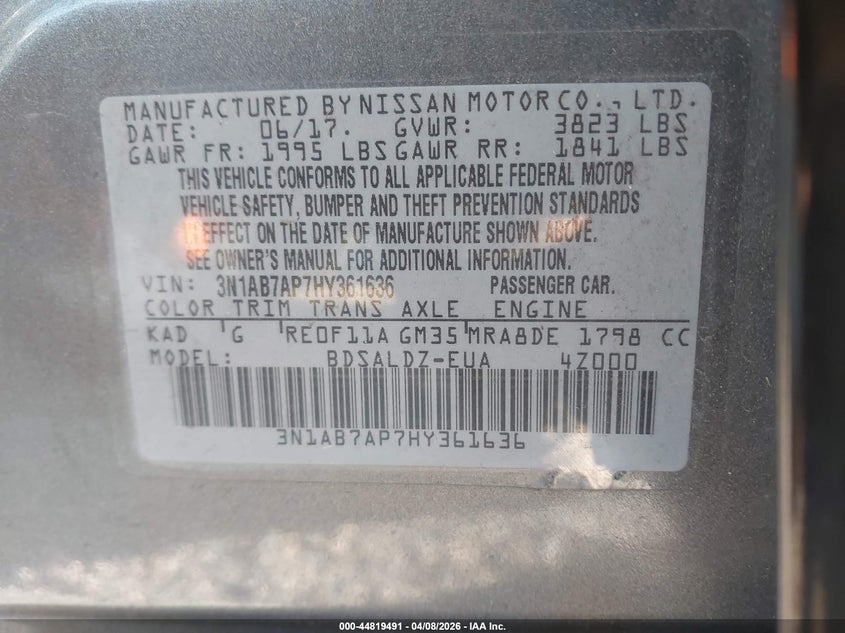 MANUFACTURED BY NISSAN MOTOR CO., LTD.
DATE: 06/17. GVWR: 3823 LBS
GAWR FR: 1995 LBS GAWR RR: 1841 LBS
THIS VEHICLE CONFORMS TO ALL APPLICABLE FEDERAL MOTOR
VEHICLE SAFETY, BUMPER AND THEFT PREVENTION STANDARDS
IN EFFECT ON THE DATE OF MANUFACTURE SHOWN ABOVE.
SEE OWNER'S MANUAL FOR ADDITIONAL INFORMATION.
VIN: 3N1AB7AP7HY361636 PASSENGER CAR.
COLOR TRIM TRANS AXLE ENGINE
KAD G RE0F11A GM35 MRA8DE 1798 CC
MODEL: BDSALDZ-EUA 4Z000
3N1AB7AP7HY361636
000-44819491 04/08/2026 IAA Inc.